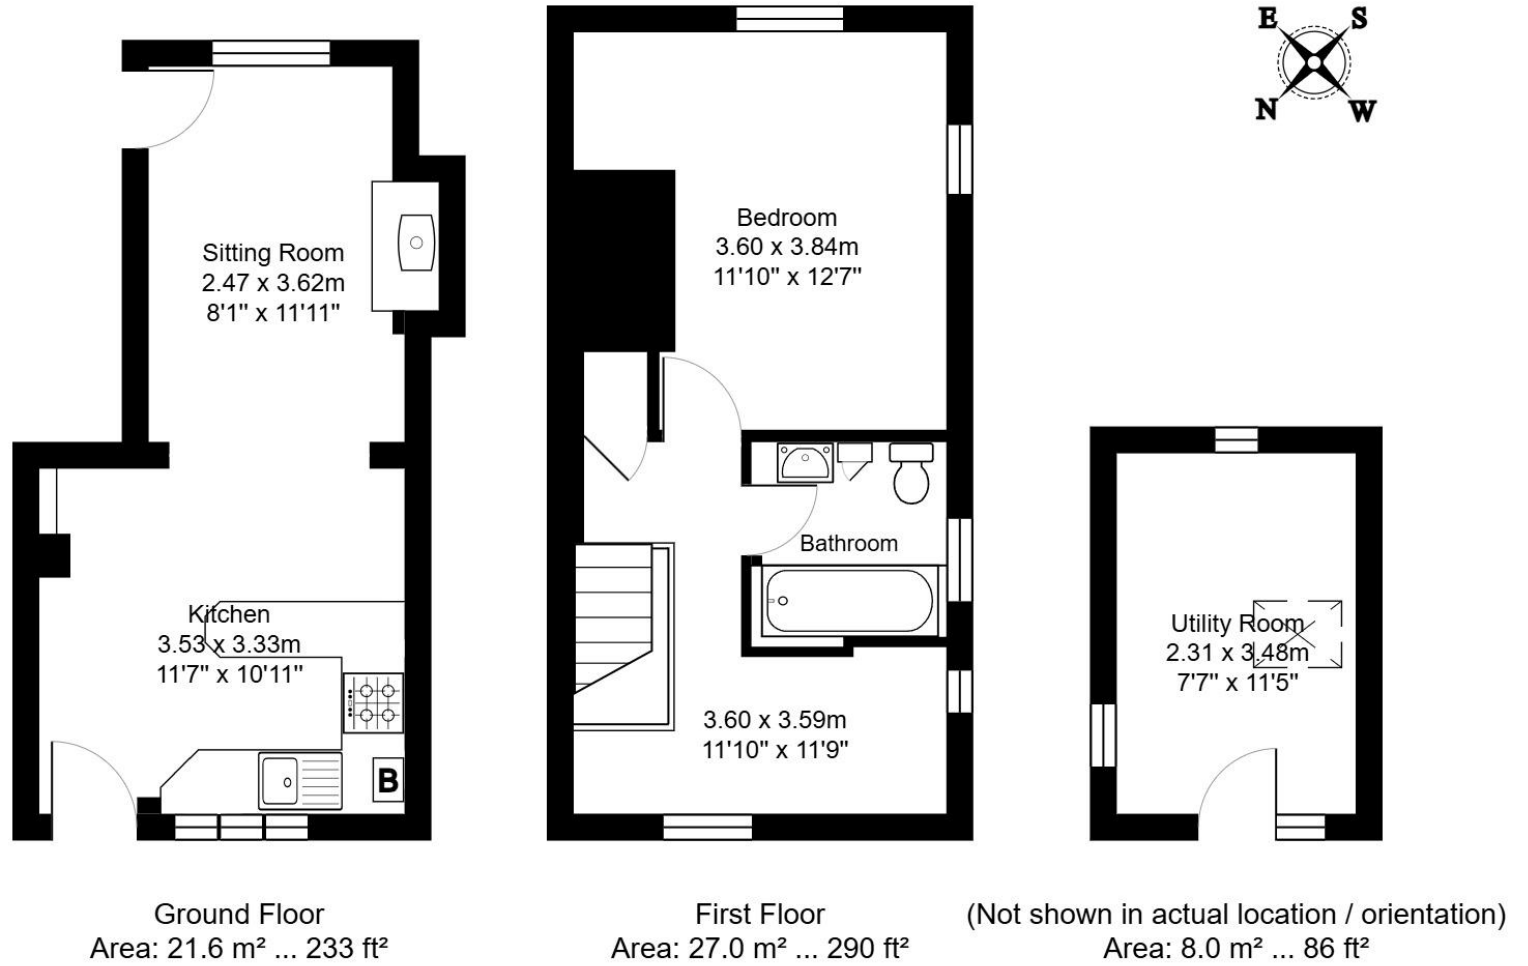 E S
N W
Sitting Room
2.47 x 3.62m
8'1" x 11'11"
Kitchen
3.53 x 3.33m
11'7" x 10'11"
B
Bedroom
3.60 x 3.84m
11'10" x 12'7"
Bathroom
3.60 x 3.59m
11'10" x 11'9"
Utility Room
2.31 x 3.48m
7'7" x 11'5"
Ground Floor
Area: 21.6 m² ... 233 ft²
First Floor
Area: 27.0 m² ... 290 ft²
(Not shown in actual location / orientation)
Area: 8.0 m² ... 86 ft²